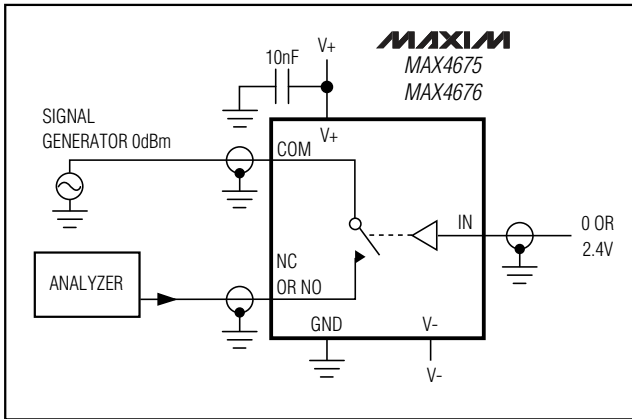 MAXIM
MAX4675
MAX4676
V+
10nF
V+
SIGNAL
GENERATOR 0dBm
COM
IN
0 OR
2.4V
NC
OR NO
ANALYZER
GND
V-
V-